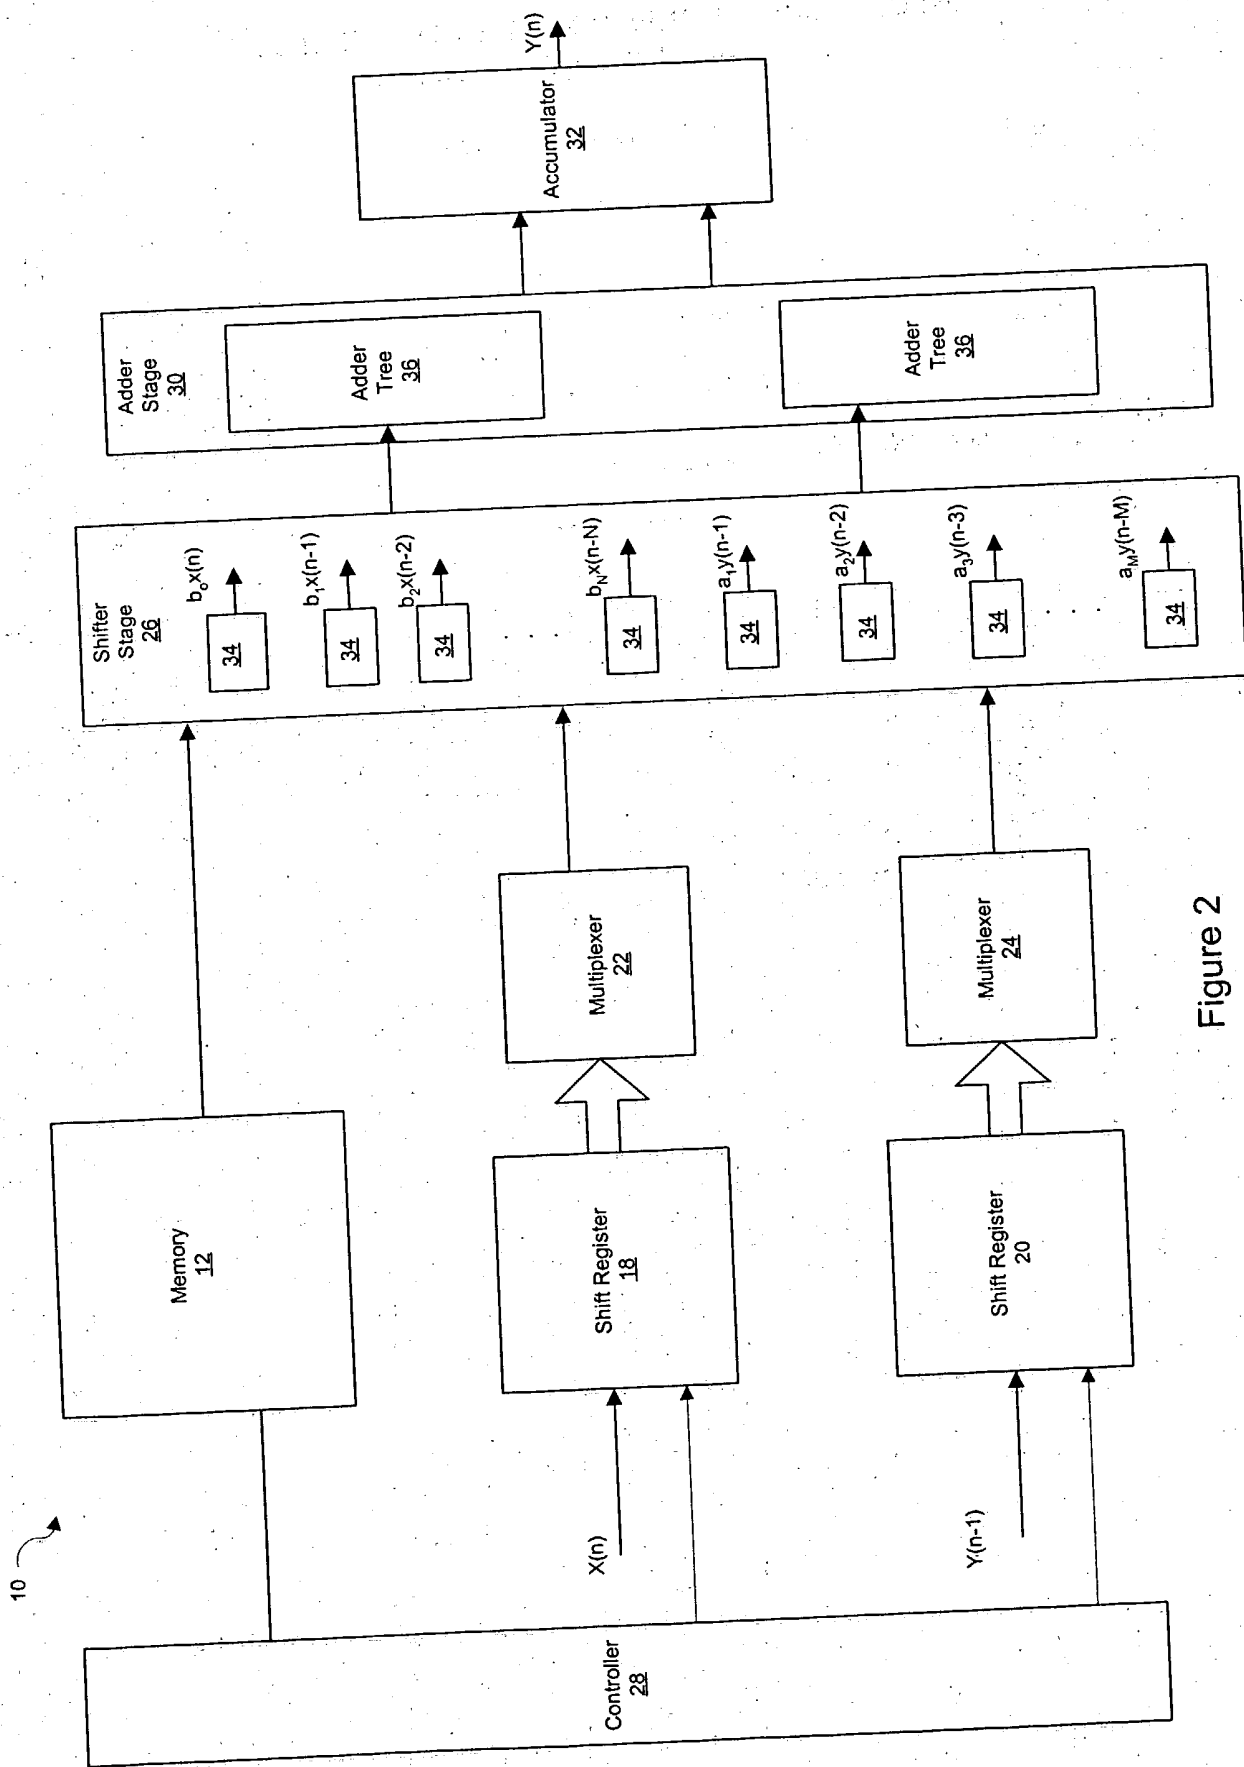 10
Controller
28
Memory
12
X(n)
Shift Register
18
Y(n-1)
Shift Register
20
Multiplexer
22
Multiplexer
24
Shifter
Stage
26
34
b₀x(n)
34
b₁x(n-1)
34
b₂x(n-2)
. . . .
34
b_Nx(n-N)
34
a₁y(n-1)
34
a₂y(n-2)
34
a₃y(n-3)
. . . .
34
a_My(n-M)
Adder
Stage
30
Adder
Tree
36
Adder
Tree
36
Accumulator
32
Y(n)
Figure 2